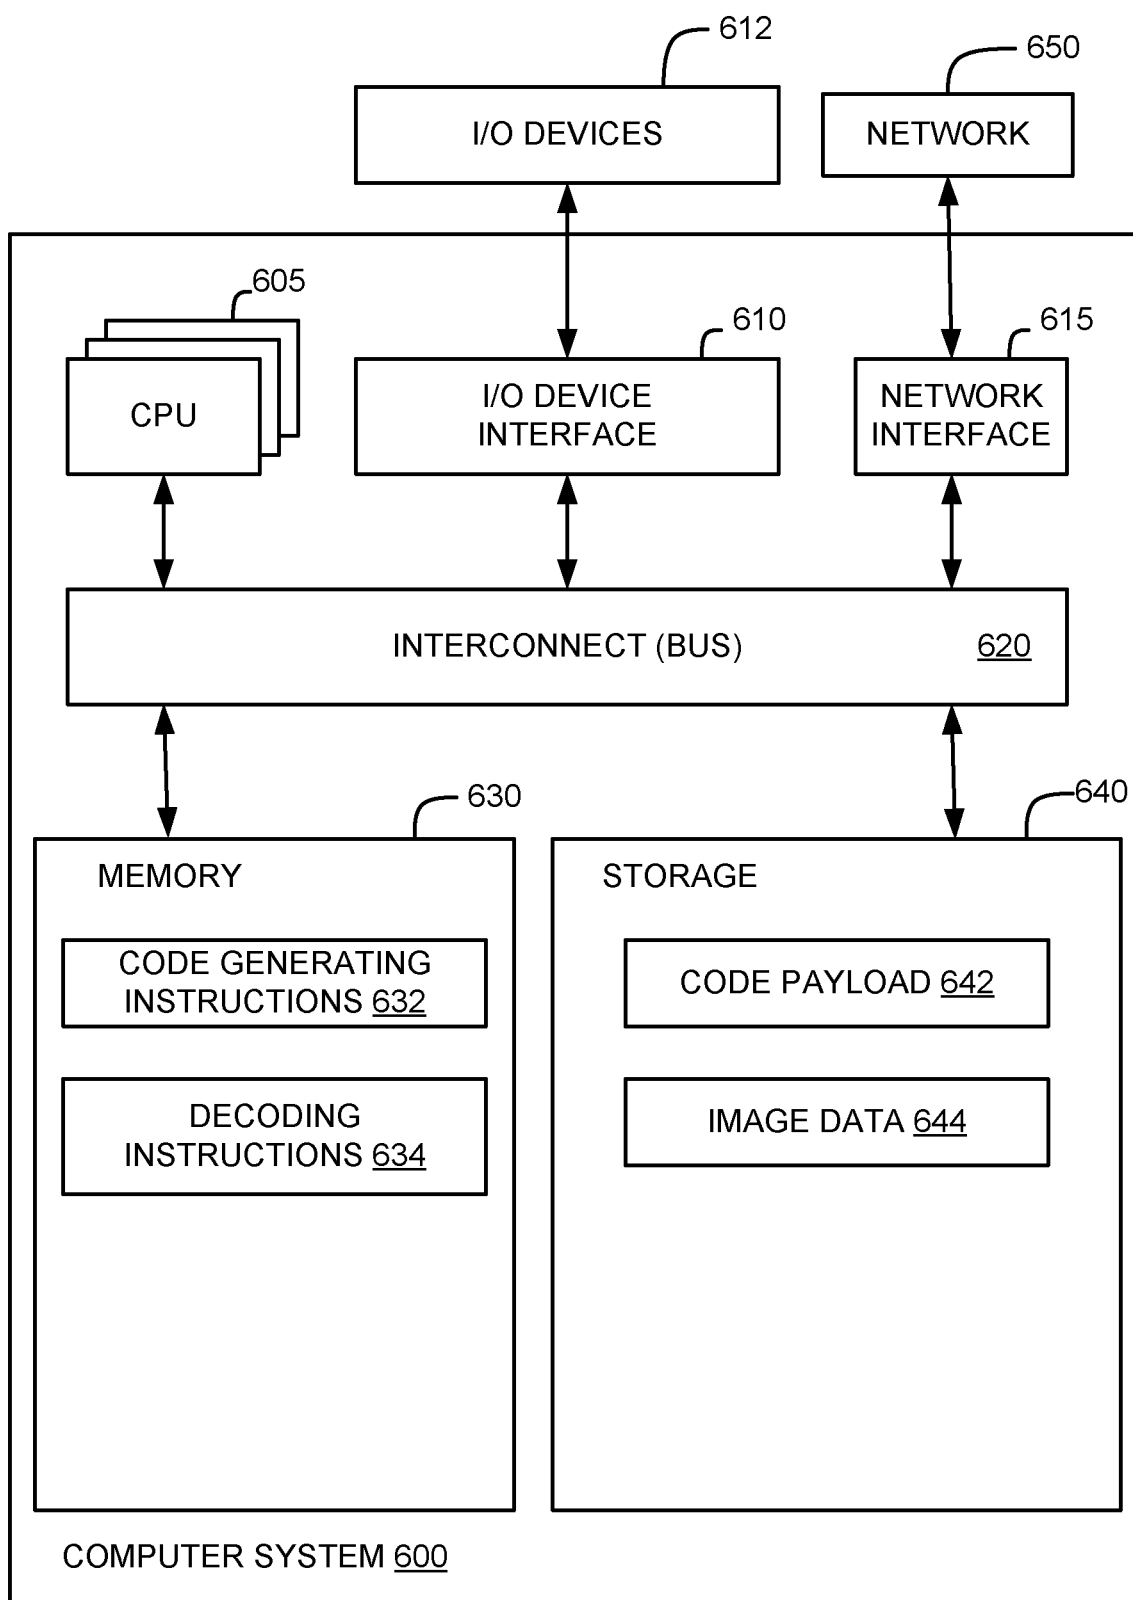 612
650
I/O DEVICES
NETWORK
605
610
615
CPU
I/O DEVICE
INTERFACE
NETWORK
INTERFACE
INTERCONNECT (BUS) 620
630
640
MEMORY
STORAGE
CODE GENERATING
INSTRUCTIONS 632
CODE PAYLOAD 642
DECODING
INSTRUCTIONS 634
IMAGE DATA 644
COMPUTER SYSTEM 600